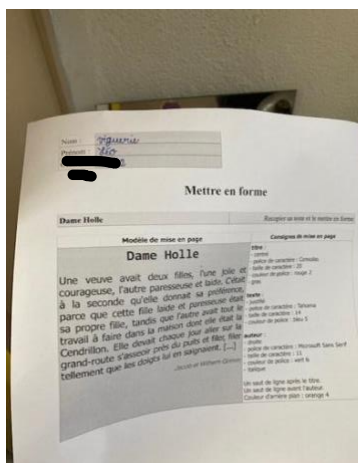 Nom : Viguerie
Prénom :
Mettre en forme
Dame Holle
Recopier ce texte et le mettre en forme
Modèle de mise en page
Dame Holle
Une veuve avait deux filles, l'une jolie et
courageuse, l'autre paresseuse et laide. C'était
à la seconde qu'elle donnait sa préférence,
parce que cette fille laide et paresseuse était
sa propre fille, tandis que l'autre avait tout le
travail à faire dans la maison dont elle était la
Cendrillon. Elle devait chaque jour aller sur la
grand-route s'asseoir près du puits et filer, filer
tellement que les doigts lui en saignaient. [...]
Jacob et Wilhelm Grimm
Consignes de mise en page
titre :
- centré
- police de caractère : Consolas
- taille de caractère : 20
- couleur de police : rouge 2
- gras
texte :
- justifié
- police de caractère : Tahoma
- taille de caractère : 14
- couleur de police : bleu 5
auteur :
- droite
- police de caractère : Microsoft Sans Serif
- taille de caractère : 11
- couleur de police : vert 6
- italique
Un saut de ligne après le titre.
Un saut de ligne avant l'auteur.
Couleur d'arrière plan : orange 4